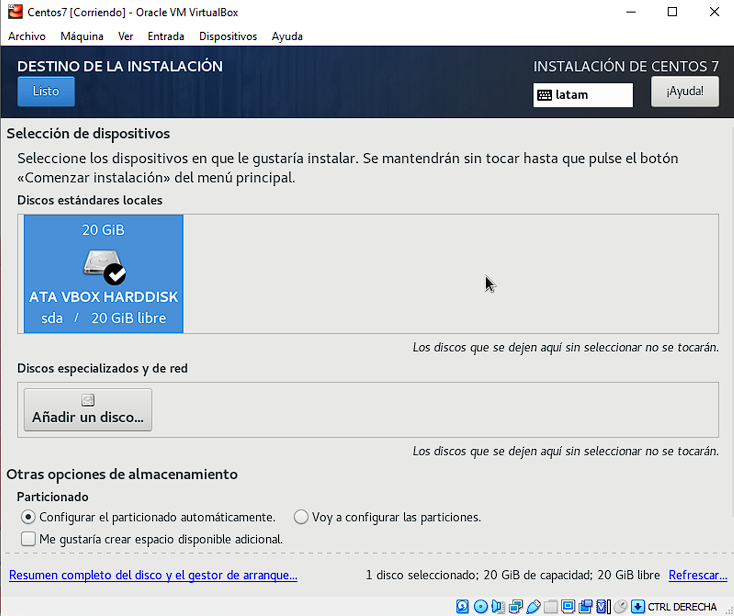 Centos7 [Corriendo] - Oracle VM VirtualBox
Archivo Máquina Ver Entrada Dispositivos Ayuda
DESTINO DE LA INSTALACIÓN
Listo
INSTALACIÓN DE CENTOS 7
latam
¡Ayuda!
Selección de dispositivos
Seleccione los dispositivos en que le gustaría instalar. Se mantendrán sin tocar hasta que pulse el botón
«Comenzar instalación» del menú principal.
Discos estándares locales
20 GiB
ATA VBOX HARDDISK
sda / 20 GiB libre
Los discos que se dejen aquí sin seleccionar no se tocarán.
Discos especializados y de red
Añadir un disco...
Los discos que se dejen aquí sin seleccionar no se tocarán.
Otras opciones de almacenamiento
Particionado
Configurar el particionado automáticamente. Voy a configurar las particiones.
Me gustaría crear espacio disponible adicional.
Resumen completo del disco y el gestor de arranque... 1 disco seleccionado; 20 GiB de capacidad; 20 GiB libre Refrescar...
CTRL DERECHA